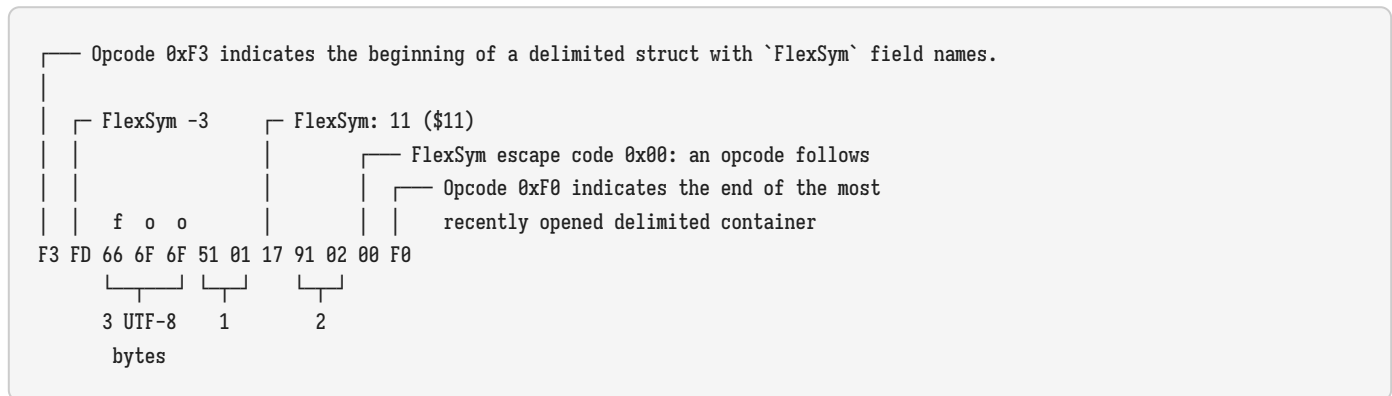 Opcode 0xF3 indicates the beginning of a delimited struct with `FlexSym` field names.
FlexSym -3 FlexSym: 11 ($11)
FlexSym escape code 0x00: an opcode follows
Opcode 0xF0 indicates the end of the most
f o o recently opened delimited container
F3 FD 66 6F 6F 51 01 17 91 02 00 F0
3 UTF-8 1 2
bytes